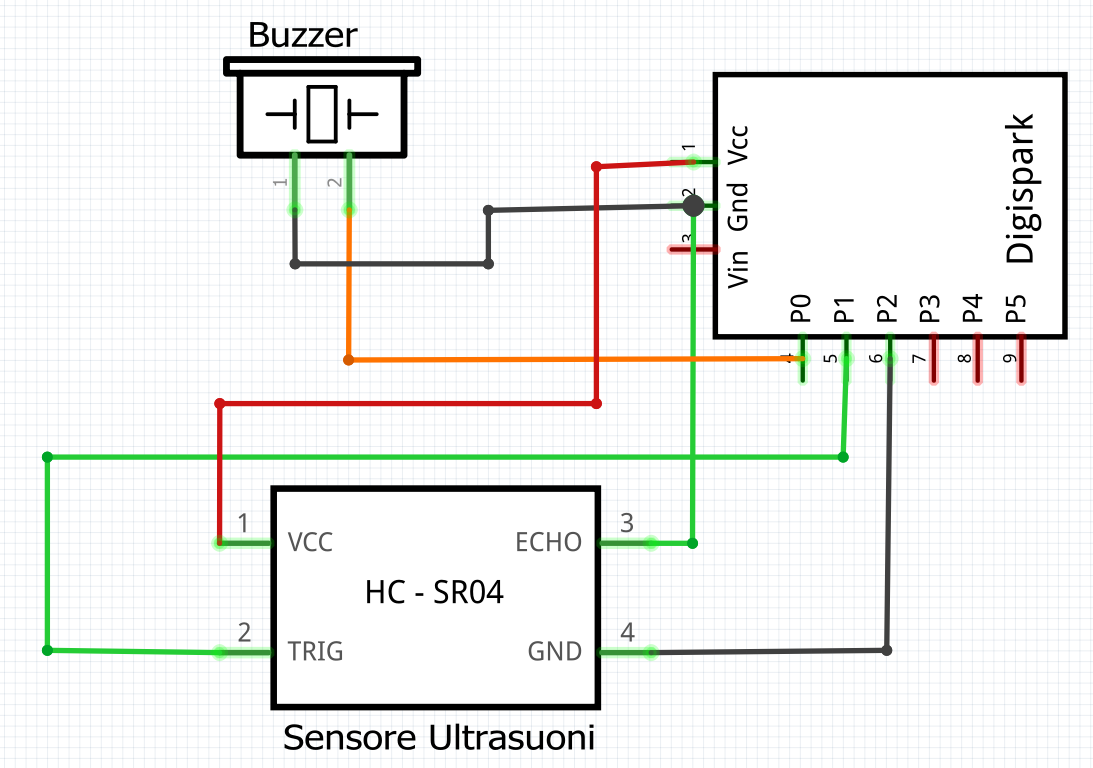 Buzzer
1
2
1
Vcc
2
Gnd
3
Vin
Digispark
P0
P1
P2
P3
P4
P5
4
5
6
7
8
9
1
VCC
ECHO
3
HC - SR04
2
TRIG
GND
4
Sensore Ultrasuoni